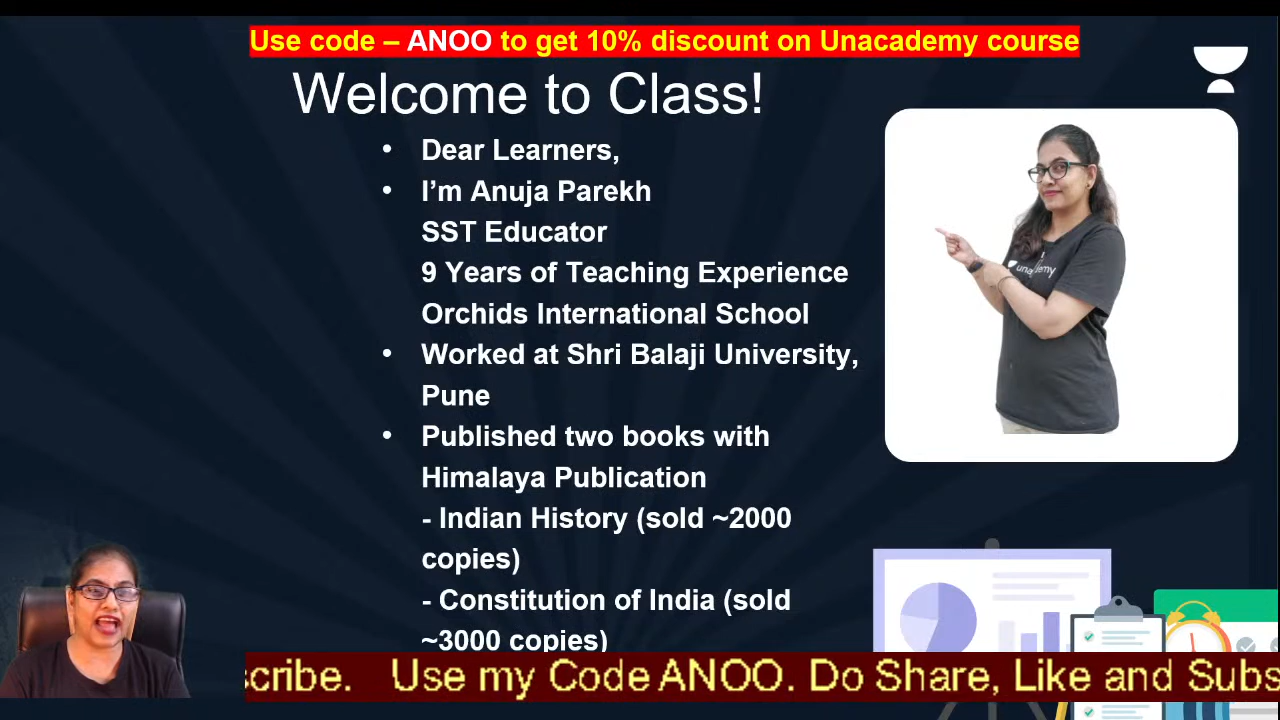 Use code – ANOO to get 10% discount on Unacademy course
Welcome to Class!
• Dear Learners,
• I’m Anuja Parekh
SST Educator
9 Years of Teaching Experience
Orchids International School
• Worked at Shri Balaji University,
Pune
• Published two books with
Himalaya Publication
- Indian History (sold ~2000
copies)
- Constitution of India (sold
~3000 copies)
scribe. Use my Code ANOO. Do Share, Like and Subs